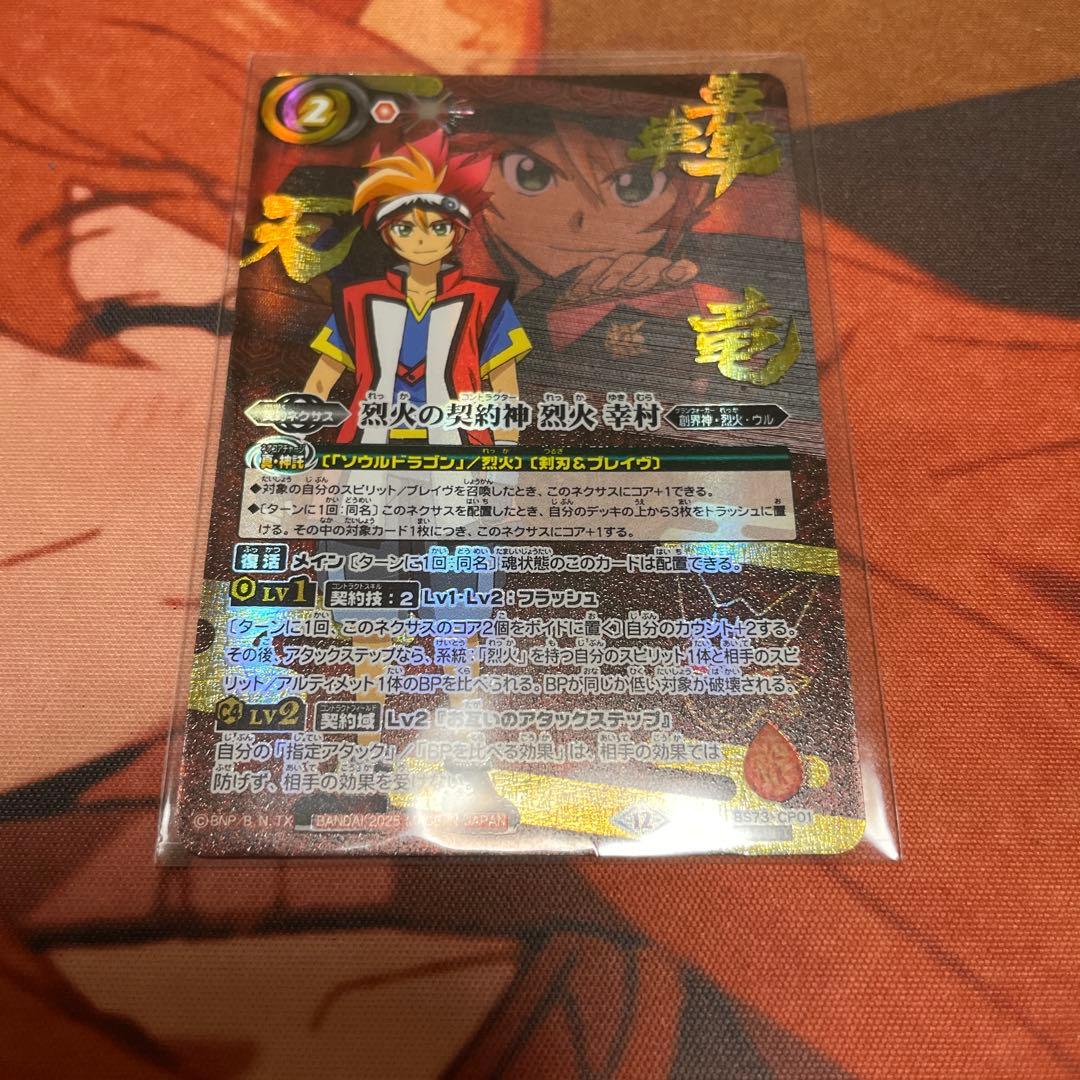 2
天
竜
烈火の契約神 烈火 幸村
創界神・烈火・ウル
真・神託
〔「ソウルドラゴン」／烈火〕〔剣刃＆ブレイヴ〕
◆対象の自分のスピリット／ブレイヴを召喚したとき、このネクサスにコア+1できる。
◆〔ターンに1回:同名〕このネクサスを配置したとき、自分のデッキの上から3枚をトラッシュに置
ける。その中の対象カード1枚につき、このネクサスにコア+1する。
復活 メイン〔ターンに1回:同名〕魂状態のこのカードは配置できる。
0 LV1 契約技：2 Lv1・Lv2：フラッシュ
〔ターンに1回、このネクサスのコア2個をボイドに置く〕自分のカウント+2する。
その後、アタックステップなら、系統：「烈火」を持つ自分のスピリット1体と相手のスピ
リット／アルティメット1体のBPを比べられる。BPが同じか低い対象が破壊される。
C4 LV2 契約域 Lv2『お互いのアタックステップ』
自分の「指定アタック」／「BPを比べる効果」は、相手の効果では
防げず、相手の効果を受けない。
©BNP, B, N, TX BANDAI 2025 JAPAN 12 BS73-CP01